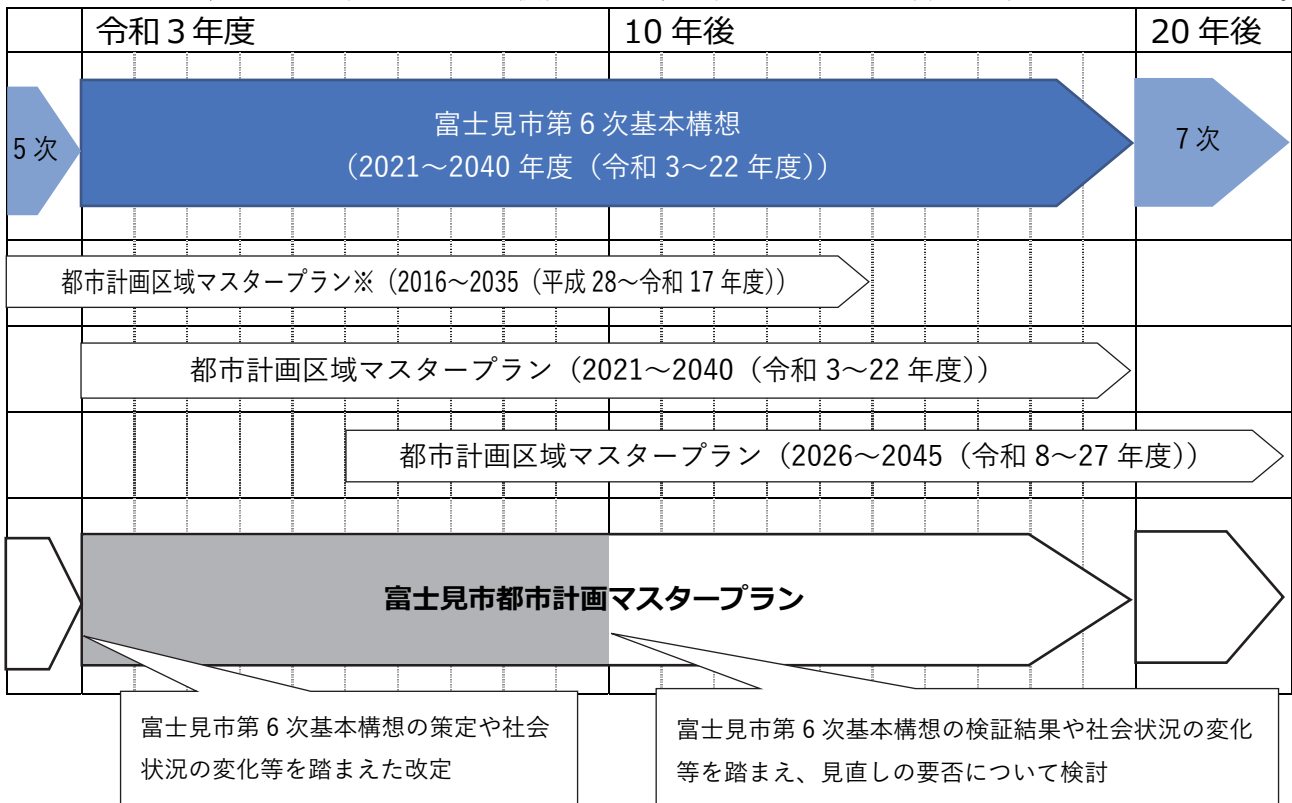 令和３年度
10 年後
20 年後
5 次
富士見市第 6 次基本構想
（2021～2040 年度（令和 3～22 年度））
7 次
都市計画区域マスタープラン※（2016～2035（平成 28～令和 17 年度））
都市計画区域マスタープラン（2021～2040（令和 3～22 年度））
都市計画区域マスタープラン（2026～2045（令和 8～27 年度））
富士見市都市計画マスタープラン
富士見市第 6 次基本構想の策定や社会
状況の変化等を踏まえた改定
富士見市第 6 次基本構想の検証結果や社会状況の変化
等を踏まえ、見直しの要否について検討